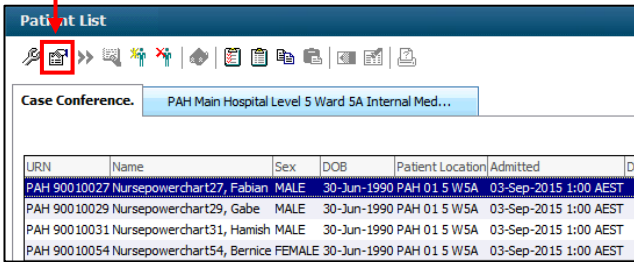 Patient List
Case Conference. PAH Main Hospital Level 5 Ward 5A Internal Med...
URN Name Sex DOB Patient Location Admitted D
PAH 90010027 Nursepowerchart27, Fabian MALE 30-Jun-1990 PAH 01 5 W5A 03-Sep-2015 1:00 AEST
PAH 90010029 Nursepowerchart29, Gabe MALE 30-Jun-1990 PAH 01 5 W5A 03-Sep-2015 1:00 AEST
PAH 90010031 Nursepowerchart31, Hamish MALE 30-Jun-1990 PAH 01 5 W5A 03-Sep-2015 1:00 AEST
PAH 90010054 Nursepowerchart54, Bernice FEMALE 30-Jun-1990 PAH 01 5 W5A 03-Sep-2015 1:00 AEST